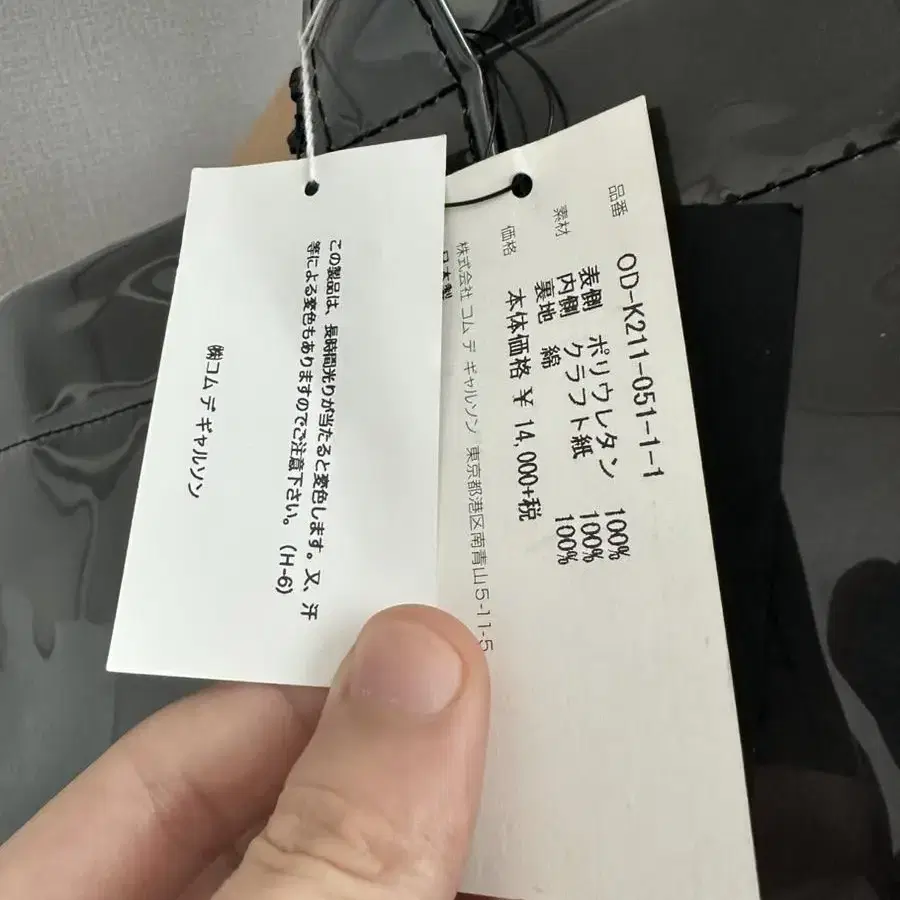 この製品は、長時間光りが当たると変色します。又、汗
等による変色もありますのでご注意下さい。 (H-6)
㈱コム デ ギャルソン
品番 OD-K211-051-1-1
素材 表側 ポリウレタン 100%
内側 クラフト紙 100%
裏地 綿 100%
価格 本体価格 ¥ 14,000+税
株式会社 コム デ ギャルソン 東京都港区南青山5-11-5
日本製